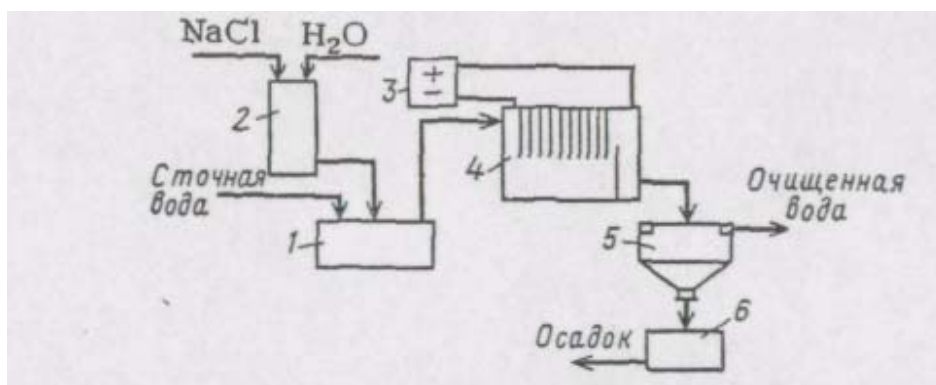 NaCl H₂O
3
+
−
2
4
Сточная
вода
Очищенная
вода
1
5
6
Осадок